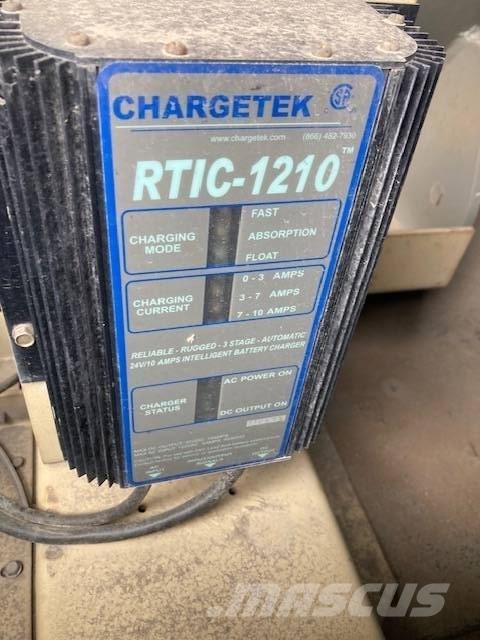 CHARGETEK
www.chargetek.com (866) 482-7930
RTIC-1210™
CHARGING MODE
FAST
ABSORPTION
FLOAT
CHARGING CURRENT
0 - 3 AMPS
3 - 7 AMPS
7 - 10 AMPS
RELIABLE - RUGGED - 3 STAGE - AUTOMATIC
24V/10 AMPS INTELLIGENT BATTERY CHARGER
CHARGER STATUS
AC POWER ON
DC OUTPUT ON
AC INPUT
Mascus